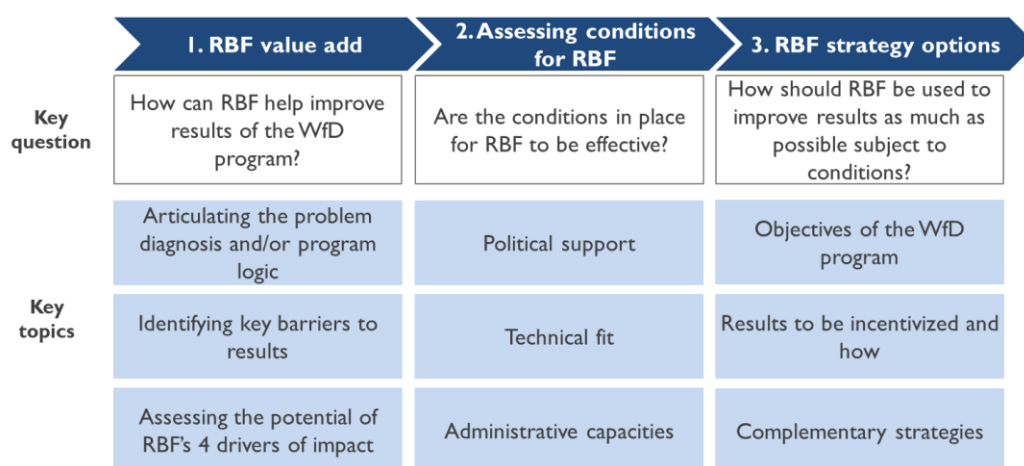 1. RBF value add
2. Assessing conditions
for RBF
3. RBF strategy options
Key
question
How can RBF help improve
results of the WfD
program?
Are the conditions in place
for RBF to be effective?
How should RBF be used to
improve results as much as
possible subject to
conditions?
Key
topics
Articulating the problem
diagnosis and/or program
logic
Political support
Objectives of the WfD
program
Identifying key barriers to
results
Technical fit
Results to be incentivized and
how
Assessing the potential of
RBF's 4 drivers of impact
Administrative capacities
Complementary strategies